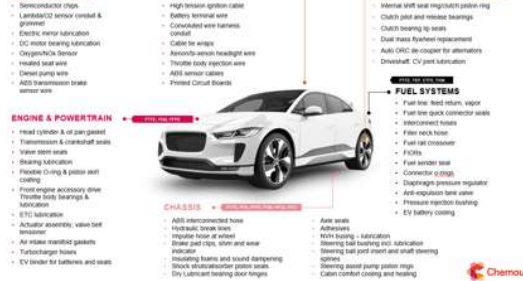 Semiconductor chips
Lambda/O2 sensor conduit &
grommet
Electric mirror lubrication
DC motor bearing lubrication
Oxygen/NOx Sensor
Heated seat wire
Diesel pump wire
ABS transmission brake
sensor wire
High tension ignition cable
Battery terminal wire
Convoluted wire harness
conduit
Cable tie wraps
Xenon/bi-xenon headlight wire
Throttle body injection wire
ABS sensor cables
Printed Circuit Boards
Internal shift seal ring/clutch piston ring
Clutch pilot and release bearings
Clutch bearing lip seals
Dual mass flywheel replacement
Auto ORC de-coupler for alternators
Driveshaft, CV joint lubrication
FUEL SYSTEMS
Fuel line: feed return, vapor
Fuel line quick connector seals
Interconnect hoses
Filler neck hose
Fuel rail crossover
FIORs
Fuel sender seal
Connector o-rings
Diaphragm pressure regulator
Anti-expulsion tank valve
Pressure injection bushing
EV battery cooling
ENGINE & POWERTRAIN
Head cylinder & oil pan gasket
Transmission & crankshaft seals
Valve stem seals
Bearing lubrication
Flexible O-ring & piston skirt
coating
Front engine accessory drive
Throttle body bearings &
lubrication
ETC lubrication
Actuator assembly; valve belt
tensioner
Air intake manifold gaskets
Turbocharger hoses
EV binder for batteries and seals
CHASSIS
ABS interconnected hose
Hydraulic break lines
Impulse hose at wheel
Brake pad clips, shim and wear
indicator
Insulating foams and sound dampening
Shock struts/absorber piston seals
Dry Lubricant bearing door hinges
Axle seals
Adhesives
NVH busing – lubrication
Steering ball bushing incl. lubrication
Steering ball joint insert and shaft steering
splines
Steering assist pump piston rings
Cabin comfort cooling and heating
Chemou